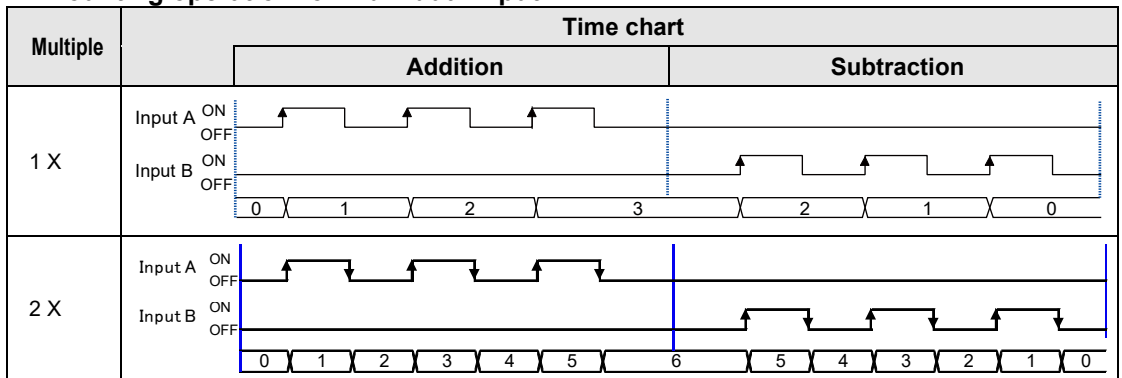 Multiple
Time chart
Addition Subtraction
1 X
Input A ON
OFF
Input B ON
OFF
0 1 2 3 2 1 0
2 X
Input A ON
OFF
Input B ON
OFF
0 1 2 3 4 5 6 5 4 3 2 1 0